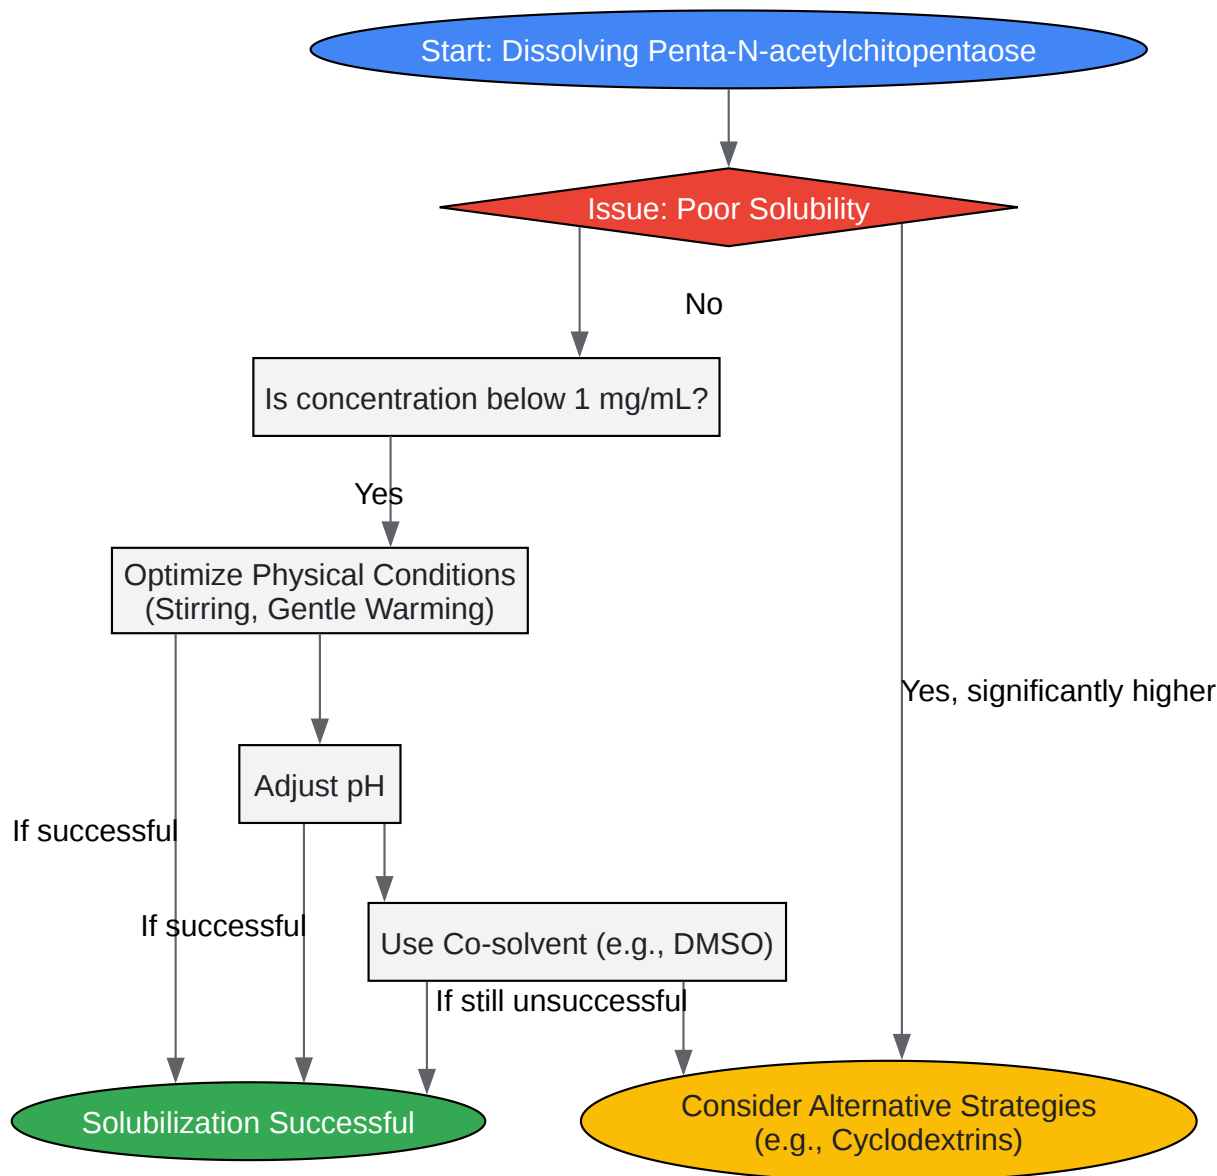 Start: Dissolving Penta-N-acetylchitopentaose
Issue: Poor Solubility
No
Is concentration below 1 mg/mL?
Yes
Optimize Physical Conditions
(Stirring, Gentle Warming)
Yes, significantly higher
Adjust pH
If successful
If successful
Use Co-solvent (e.g., DMSO)
If still unsuccessful
Solubilization Successful
Consider Alternative Strategies
(e.g., Cyclodextrins)